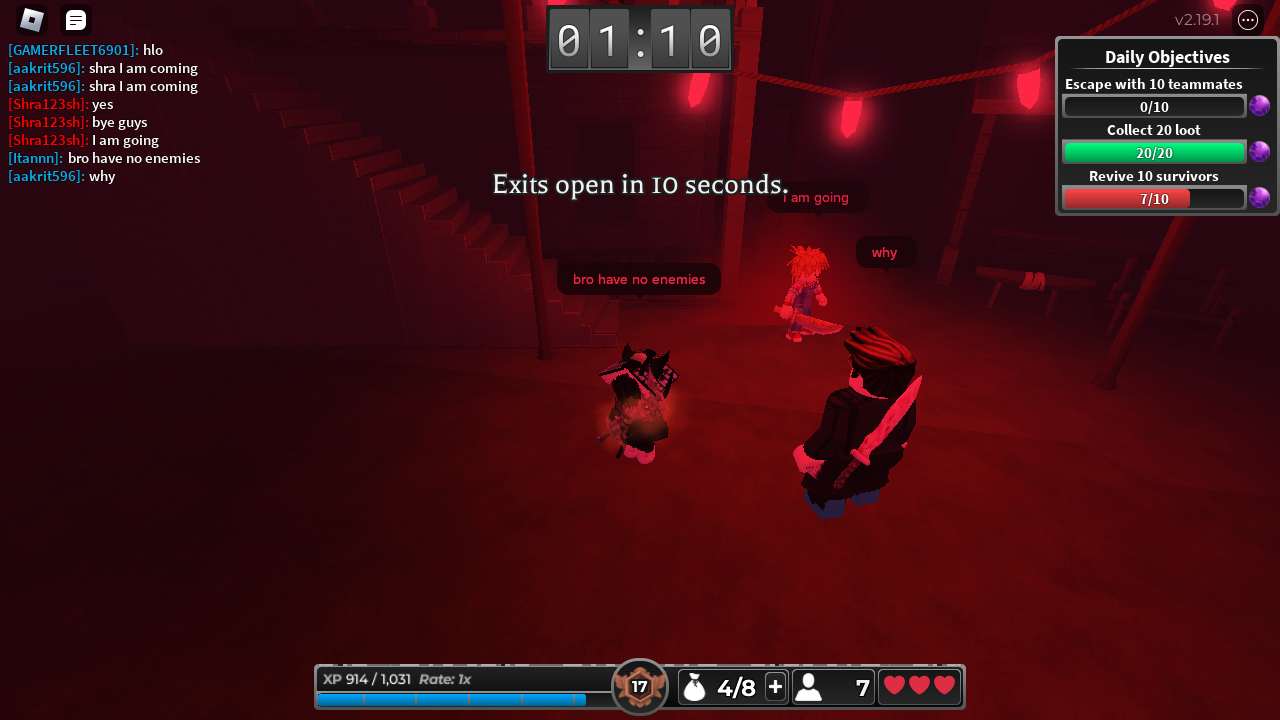 v2.19.1
[GAMERFLEET6901]: hlo
[aakrit596]: shra I am coming
[aakrit596]: shra I am coming
[Shra123sh]: yes
[Shra123sh]: bye guys
[Shra123sh]: I am going
[Itannn]: bro have no enemies
[aakrit596]: why
01:10
Daily Objectives
Escape with 10 teammates
0/10
Collect 20 loot
20/20
Revive 10 survivors
7/10
Exits open in 10 seconds.
I am going
why
bro have no enemies
XP 914 / 1,031 Rate: 1x
17
4/8 +
7